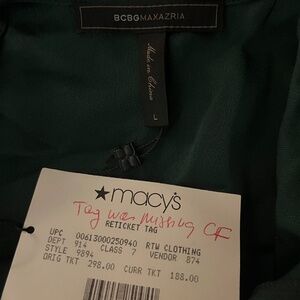 BCBGMAXAZRIA
Made in China
L
★macy's
Tag was missing CF
RETICKET TAG
UPC 00613000250940 RTW CLOTHING
DEPT 914 CLASS 7 VENDOR 874
STYLE 9894
ORIG TKT 298.00 CURR TKT 188.00